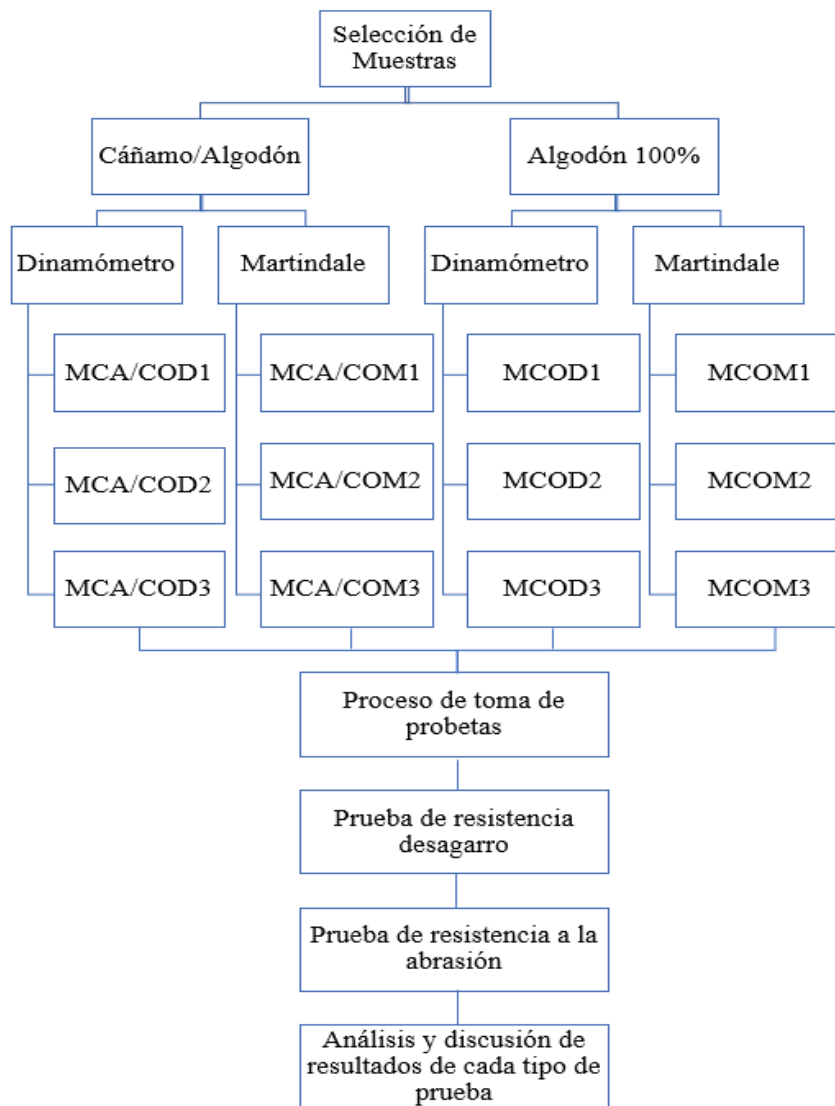 Selección de
Muestras
Cáñamo/Algodón
Algodón 100%
Dinamómetro
Martindale
Dinamómetro
Martindale
MCA/COD1
MCA/COM1
MCOD1
MCOM1
MCA/COD2
MCA/COM2
MCOD2
MCOM2
MCA/COD3
MCA/COM3
MCOD3
MCOM3
Proceso de toma de
probetas
Prueba de resistencia
desagarro
Prueba de resistencia a la
abrasión
Análisis y discusión de
resultados de cada tipo de
prueba